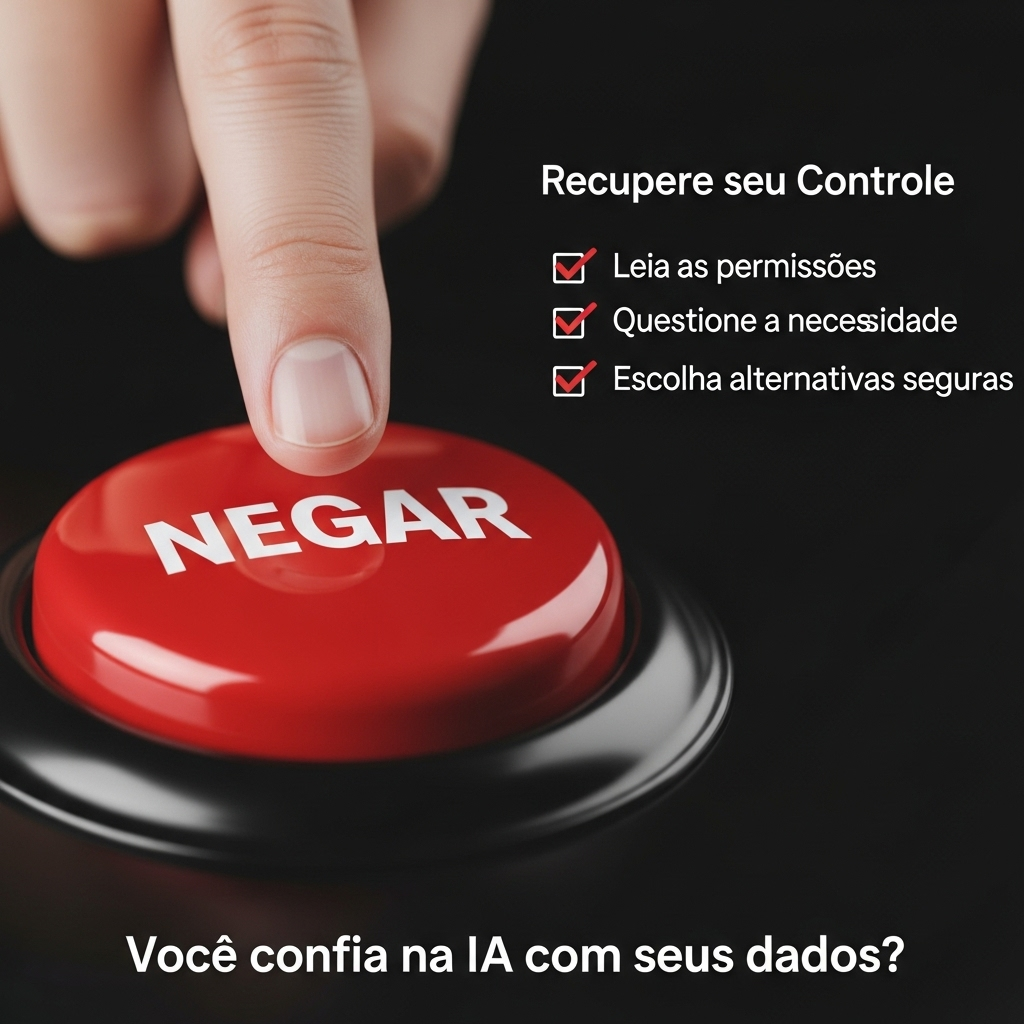 Recupere seu Controle
Leia as permissões
Questione a necessidade
Escolha alternativas seguras
NEGAR
Você confia na IA com seus dados?